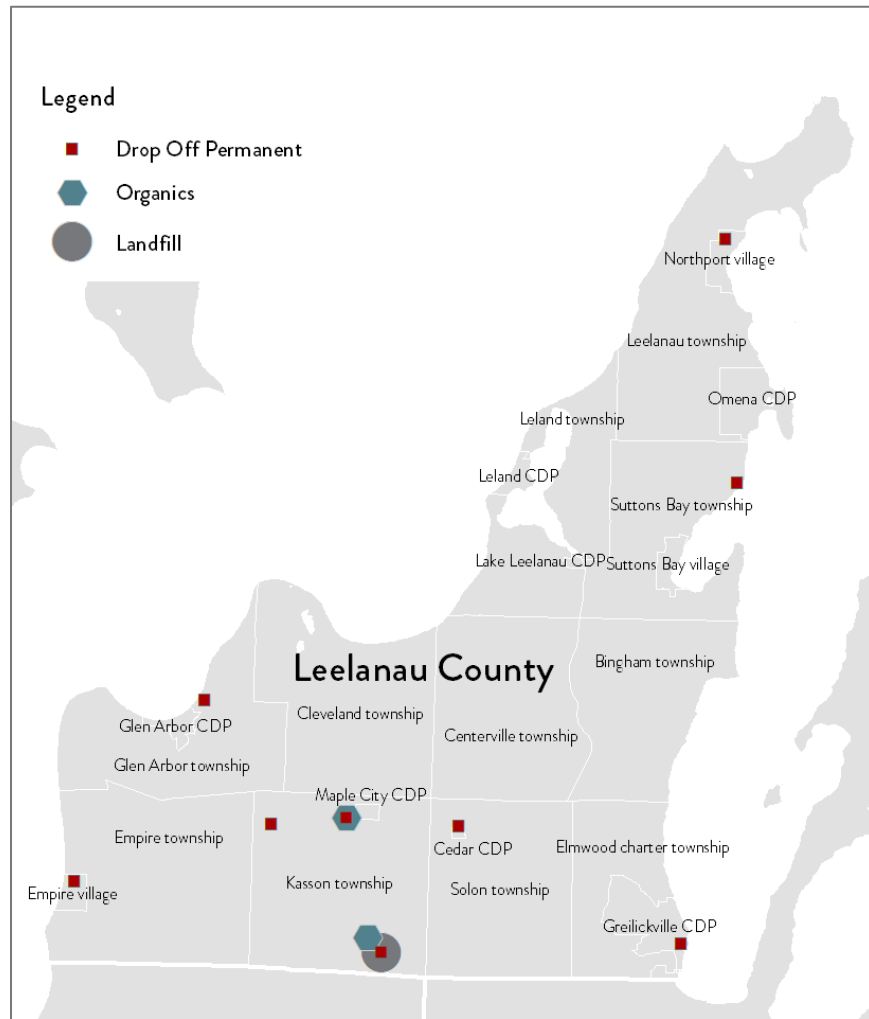 Legend
Drop Off Permanent
Organics
Landfill
Northport village
Leelanau township
Omena CDP
Leland township
Leland CDP
Suttons Bay township
Lake Leelanau CDP
Suttons Bay village
Leelanau County
Bingham township
Cleveland township
Glen Arbor CDP
Centerville township
Glen Arbor township
Maple City CDP
Empire township
Cedar CDP
Elmwood charter township
Kasson township
Solon township
Empire village
Greilickville CDP